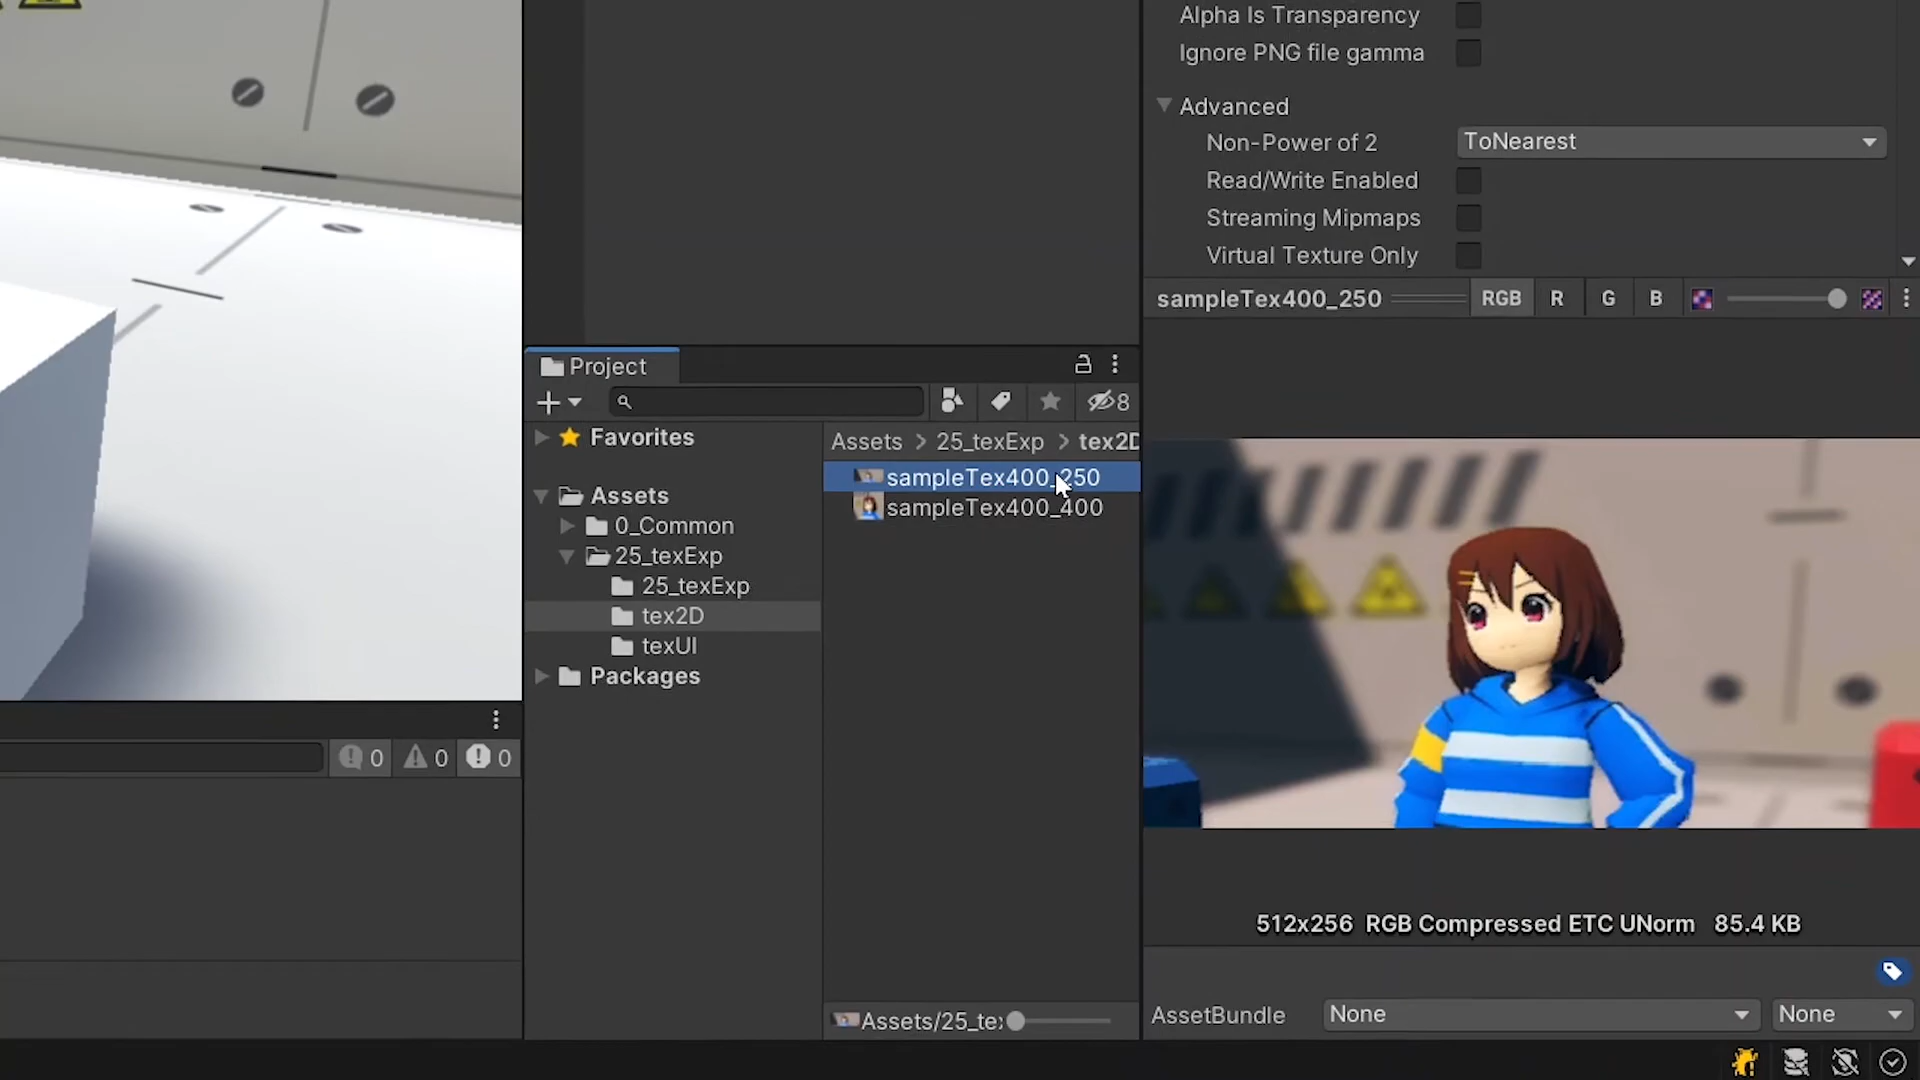 Alpha Is Transparency
Ignore PNG file gamma
Advanced
Non-Power of 2 ToNearest
Read/Write Enabled
Streaming Mipmaps
Virtual Texture Only
sampleTex400_250 RGB R G B
Project
8
Favorites
Assets > 25_texExp > tex2D
sampleTex400_250
sampleTex400_400
Assets
0_Common
25_texExp
25_texExp
tex2D
texUI
Packages
0 0 0
512x256 RGB Compressed ETC UNorm 85.4 KB
Assets/25_te
AssetBundle None None